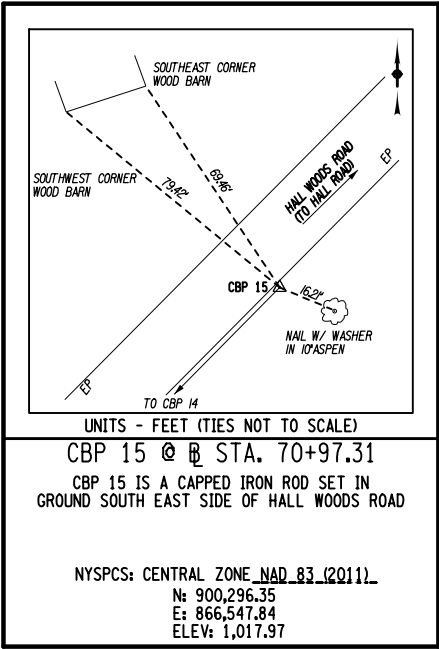 SOUTHEAST CORNER
WOOD BARN
SOUTHWEST CORNER
WOOD BARN
69.46'
79.42'
HALL WOODS ROAD
(TO HALL ROAD)
EP
CBP 15
16.21'
NAIL W/ WASHER
IN 10" ASPEN
EP
TO CBP 14
UNITS - FEET (TIES NOT TO SCALE)
CBP 15 @ BL STA. 70+97.31
CBP 15 IS A CAPPED IRON ROD SET IN
GROUND SOUTH EAST SIDE OF HALL WOODS ROAD
NYSPCS: CENTRAL ZONE NAD 83 (2011)
N: 900,296.35
E: 866,547.84
ELEV: 1,017.97